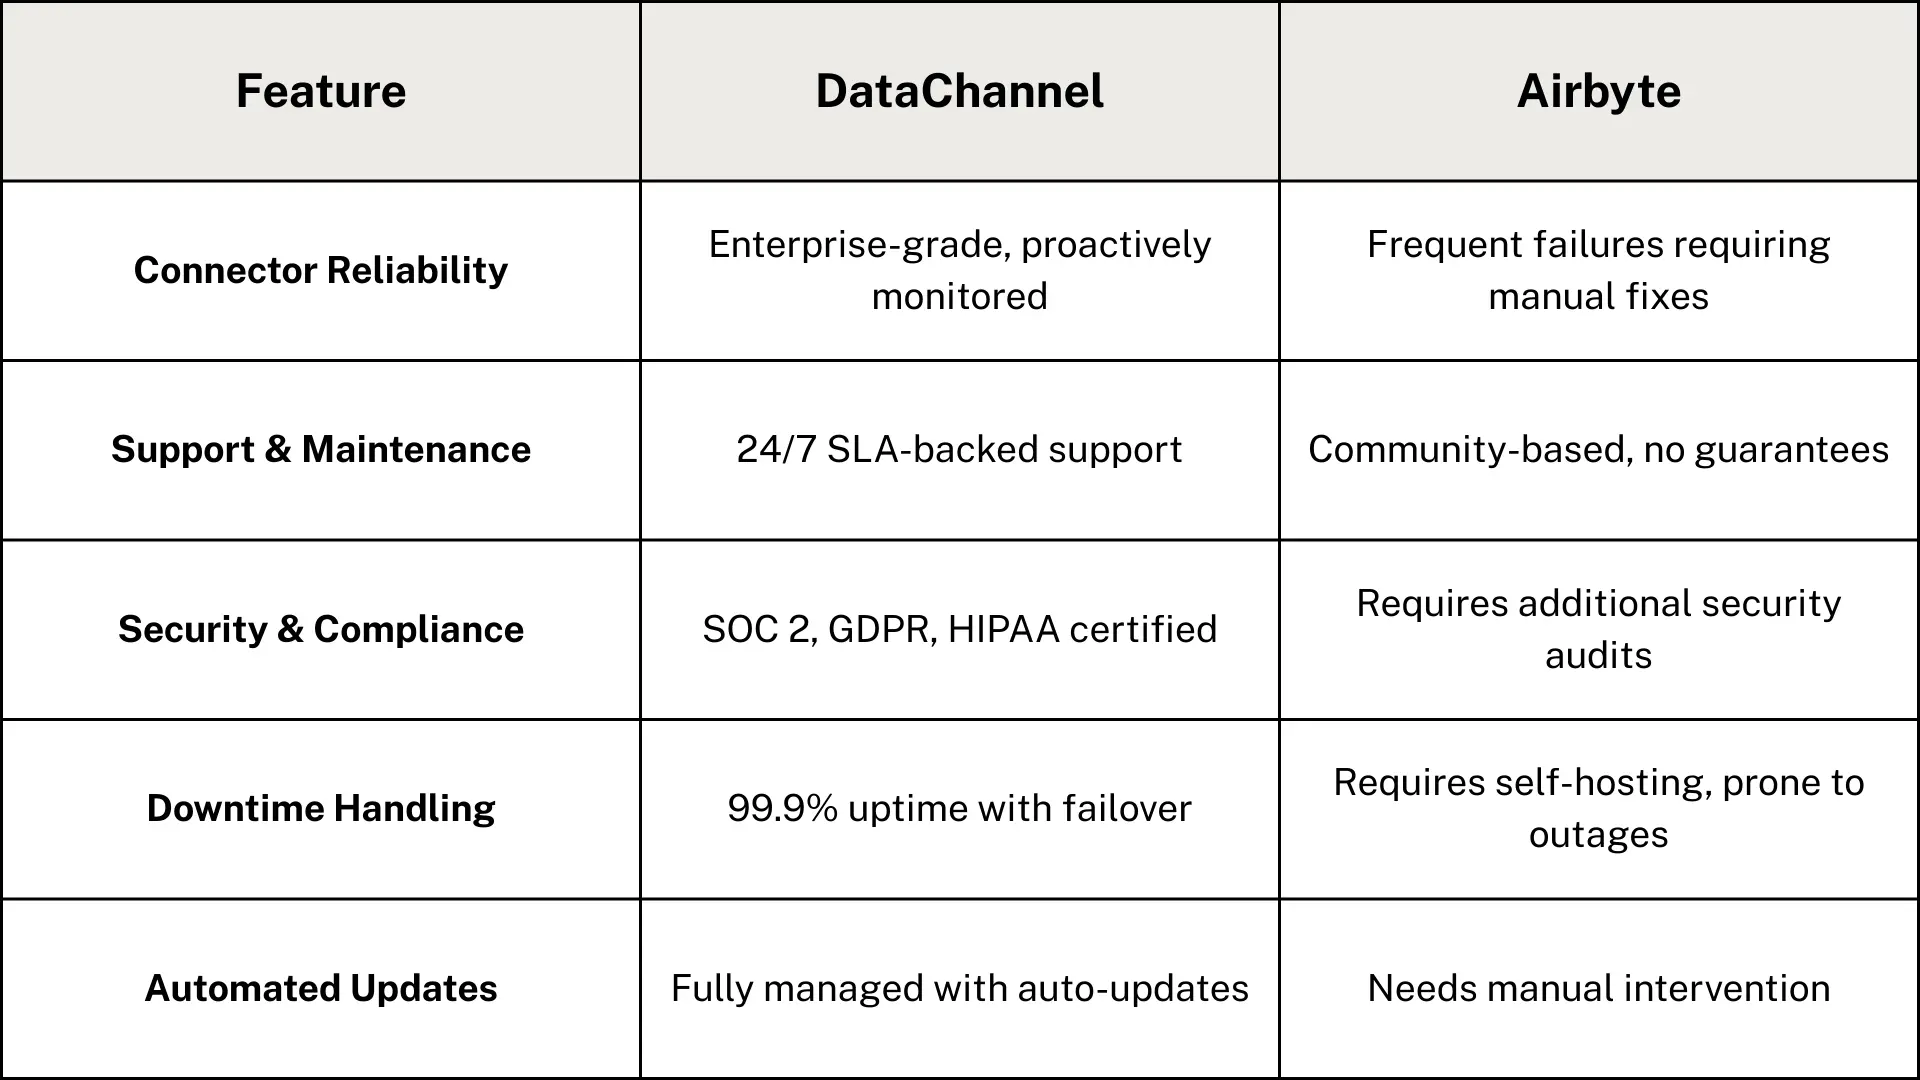 Feature
DataChannel
Airbyte
Connector Reliability
Enterprise-grade, proactively
monitored
Frequent failures requiring
manual fixes
Support & Maintenance
24/7 SLA-backed support
Community-based, no guarantees
Security & Compliance
SOC 2, GDPR, HIPAA certified
Requires additional security
audits
Downtime Handling
99.9% uptime with failover
Requires self-hosting, prone to
outages
Automated Updates
Fully managed with auto-updates
Needs manual intervention